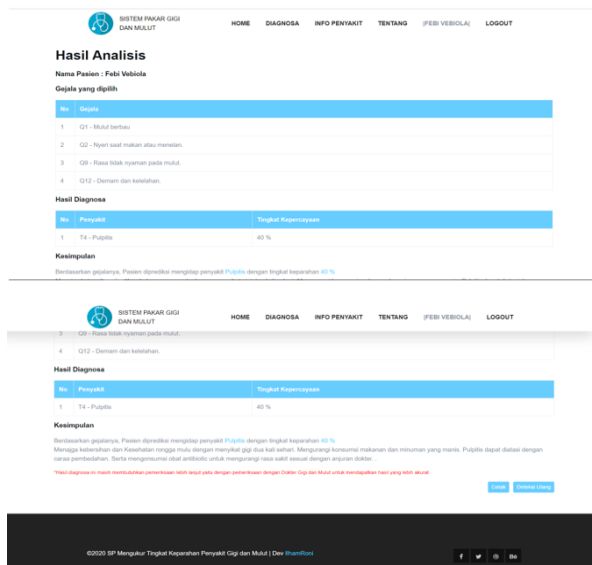 SISTEM PAKAR GIGI
DAN MULUT
HOME DIAGNOSA INFO PENYAKIT TENTANG |FEBI VEBIOLA| LOGOUT
Hasil Analisis
Nama Pasien : Febi Vebiola
Gejala yang dipilih
No Gejala
1 Q1 - Mulut berbau
2 Q2 - Nyeri saat makan atau menelan.
3 Q9 - Rasa tidak nyaman pada mulut.
4 Q12 - Demam dan kelelahan.
Hasil Diagnosa
No Penyakit Tingkat Kepercayaan
1 T4 - Pulpitis 40 %
Kesimpulan
Berdasarkan gejalanya, Pasien diprediksi mengidap penyakit Pulpitis dengan tingkat keparahan 40 %
SISTEM PAKAR GIGI
DAN MULUT
HOME DIAGNOSA INFO PENYAKIT TENTANG |FEBI VEBIOLA| LOGOUT
3 Q9 - Rasa tidak nyaman pada mulut.
4 Q12 - Demam dan kelelahan.
Hasil Diagnosa
No Penyakit Tingkat Kepercayaan
1 T4 - Pulpitis 40 %
Kesimpulan
Berdasarkan gejalanya, Pasien diprediksi mengidap penyakit Pulpitis dengan tingkat keparahan 40 %
Menajga kebersihan dan Kesehatan rongga mulu dengan menyikat gigi dua kali sehari. Mengurangi konsumsi makanan dan minuman yang manis. Pulpitis dapat diatasi dengan
caraa pembedahan. Serta mengonsumsi obat antibiotic untuk mengurangi rasa sakit sesuai dengan anjuran dokter.
*Hasil diagnosa ini masih membutuhkan pemeriksaan lebih lanjut yaitu dengan pemeriksaan dengan Dokter Gigi dan Mulut untuk mendapatkan hasil yang lebih akurat.
Cetak Deteksi Ulang
©2020 SP Mengukur Tingkat Keparahan Penyakit Gigi dan Mulut | Dev IlhamRoni